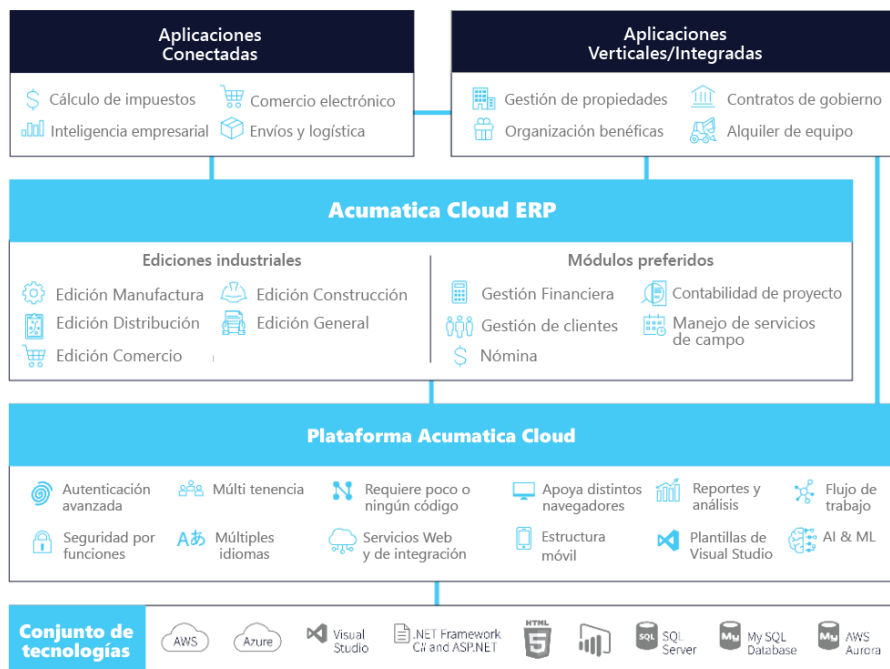 Aplicaciones
Conectadas
$ Cálculo de impuestos
Comercio electrónico
Inteligencia empresarial
Envíos y logística
Aplicaciones
Verticales/Integradas
Gestión de propiedades
Contratos de gobierno
Organización benéficas
Alquiler de equipo
Acumatica Cloud ERP
Ediciones industriales
Edición Manufactura
Edición Construcción
Edición Distribución
Edición General
Edición Comercio
Módulos preferidos
Gestión Financiera
Contabilidad de proyecto
Gestión de clientes
Manejo de servicios
de campo
$ Nómina
Plataforma Acumatica Cloud
Autenticación
avanzada
Múlti tenencia
Requiere poco o
ningún código
Apoya distintos
navegadores
Reportes y
análisis
Flujo de
trabajo
Seguridad por
funciones
Aあ Múltiples
idiomas
Servicios Web
y de integración
Estructura
móvil
Plantillas de
Visual Studio
AI & ML
Conjunto de
tecnologías
AWS
Azure
Visual
Studio
.NET Framework
C# and ASP.NET
HTML
5
SQL
SQL
Server
My
My SQL
Database
My
AWS
Aurora